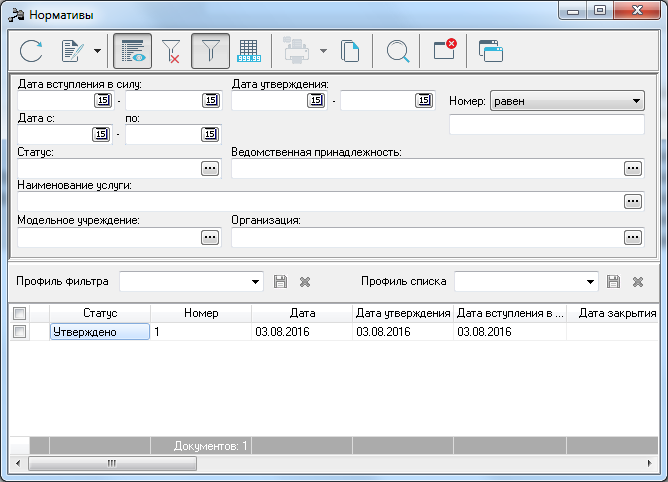 Нормативы
999.99
Дата вступления в силу:
Дата утверждения:
15 - 15
15 - 15
Номер: равен
Дата с:
по:
15 - 15
Статус:
Ведомственная принадлежность:
Наименование услуги:
Модельное учреждение:
Организация:
Профиль фильтра
Профиль списка
Статус Номер Дата Дата утверждения Дата вступления в ... Дата закрытия
Утверждено 1 03.08.2016 03.08.2016 03.08.2016
Документов: 1